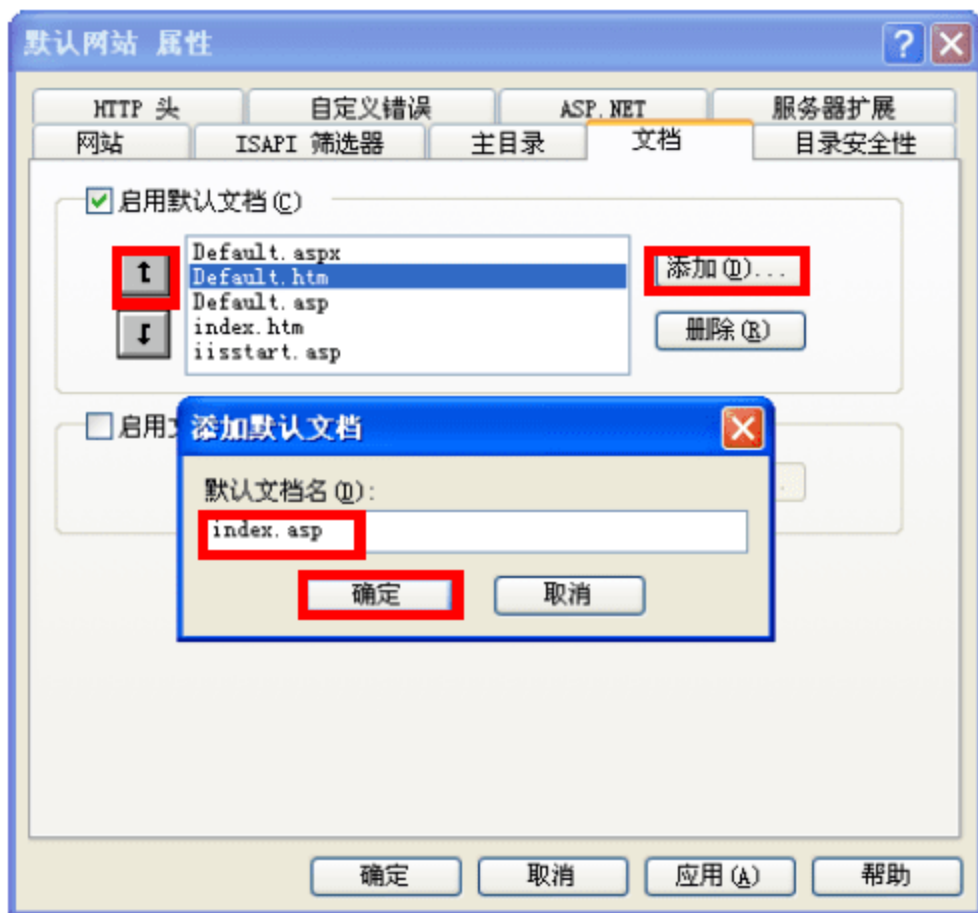 默认网站 属性
HTTP 头 自定义错误 ASP.NET 服务器扩展
网站 ISAPI 筛选器 主目录 文档 目录安全性
启用默认文档(C)
Default.aspx
Default.htm
Default.asp
index.htm
iisstart.asp
添加(D)...
册除(R)
启用
添加默认文档
默认文档名(D):
index.asp
确定 取消
确定 取消 应用(A) 帮助